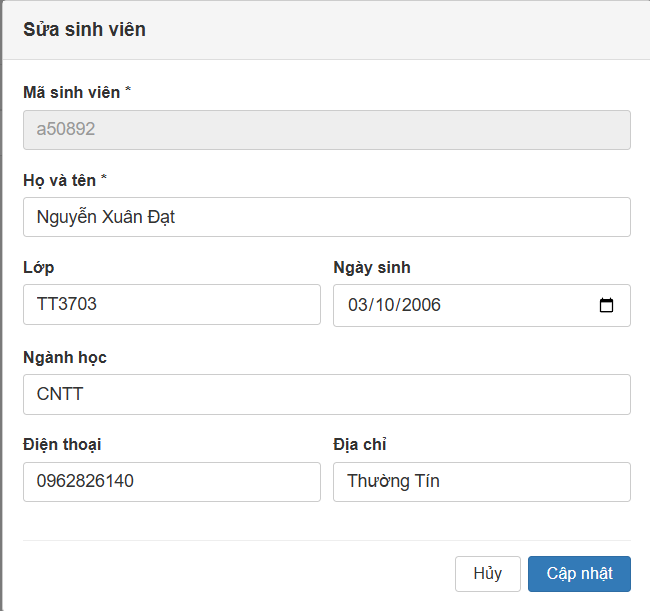 Sửa sinh viên
Mã sinh viên *
a50892
Họ và tên *
Nguyễn Xuân Đạt
Lớp Ngày sinh
TT3703 03/10/2006
Ngành học
CNTT
Điện thoại Địa chỉ
0962826140 Thường Tín
Hủy Cập nhật